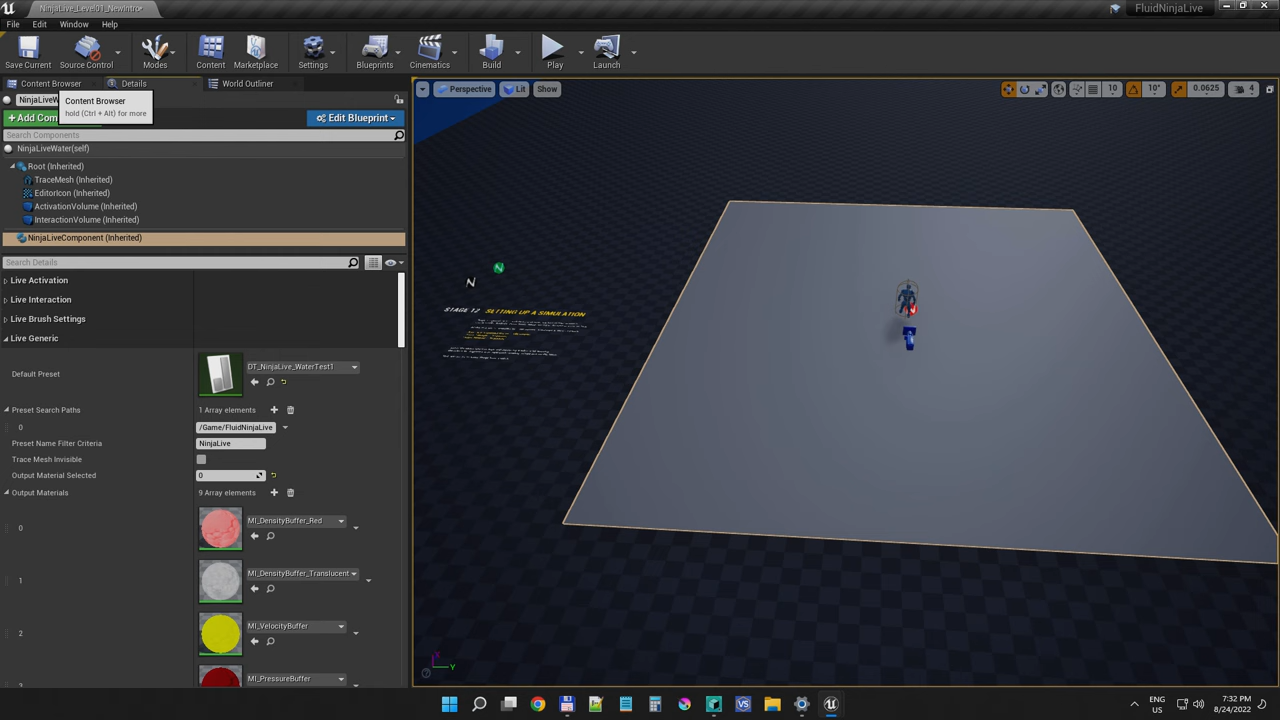 NinjaLive_Level01_NewIntro•
FluidNinjaLive
File Edit Window Help
Save Current Source Control Modes Content Marketplace Settings Blueprints Cinematics Build Play Launch
Content Browser Details World Outliner
Perspective Lit Show 10 10° 0.0625 4
Content Browser
hold (Ctrl + Alt) for more
Edit Blueprint
Search Components
NinjaLiveWater(self)
Root (Inherited)
TraceMesh (Inherited)
EditorIcon (Inherited)
ActivationVolume (Inherited)
InteractionVolume (Inherited)
NinjaLiveComponent (Inherited)
Search Details
Live Activation
Live Interaction
Live Brush Settings
Live Generic
Default Preset DT_NinjaLive_WaterTest1
Preset Search Paths 1 Array elements
0 /Game/FluidNinjaLive
Preset Name Filter Criteria NinjaLive
Trace Mesh Invisible
Output Material Selected 0
Output Materials 9 Array elements
0 MI_DensityBuffer_Red
1 MI_DensityBuffer_Translucent
2 MI_VelocityBuffer
MI_PressureBuffer
N
STAGE 12 SETTING UP A SIMULATION
X
Y
ENG
US
7:32 PM
8/24/2022